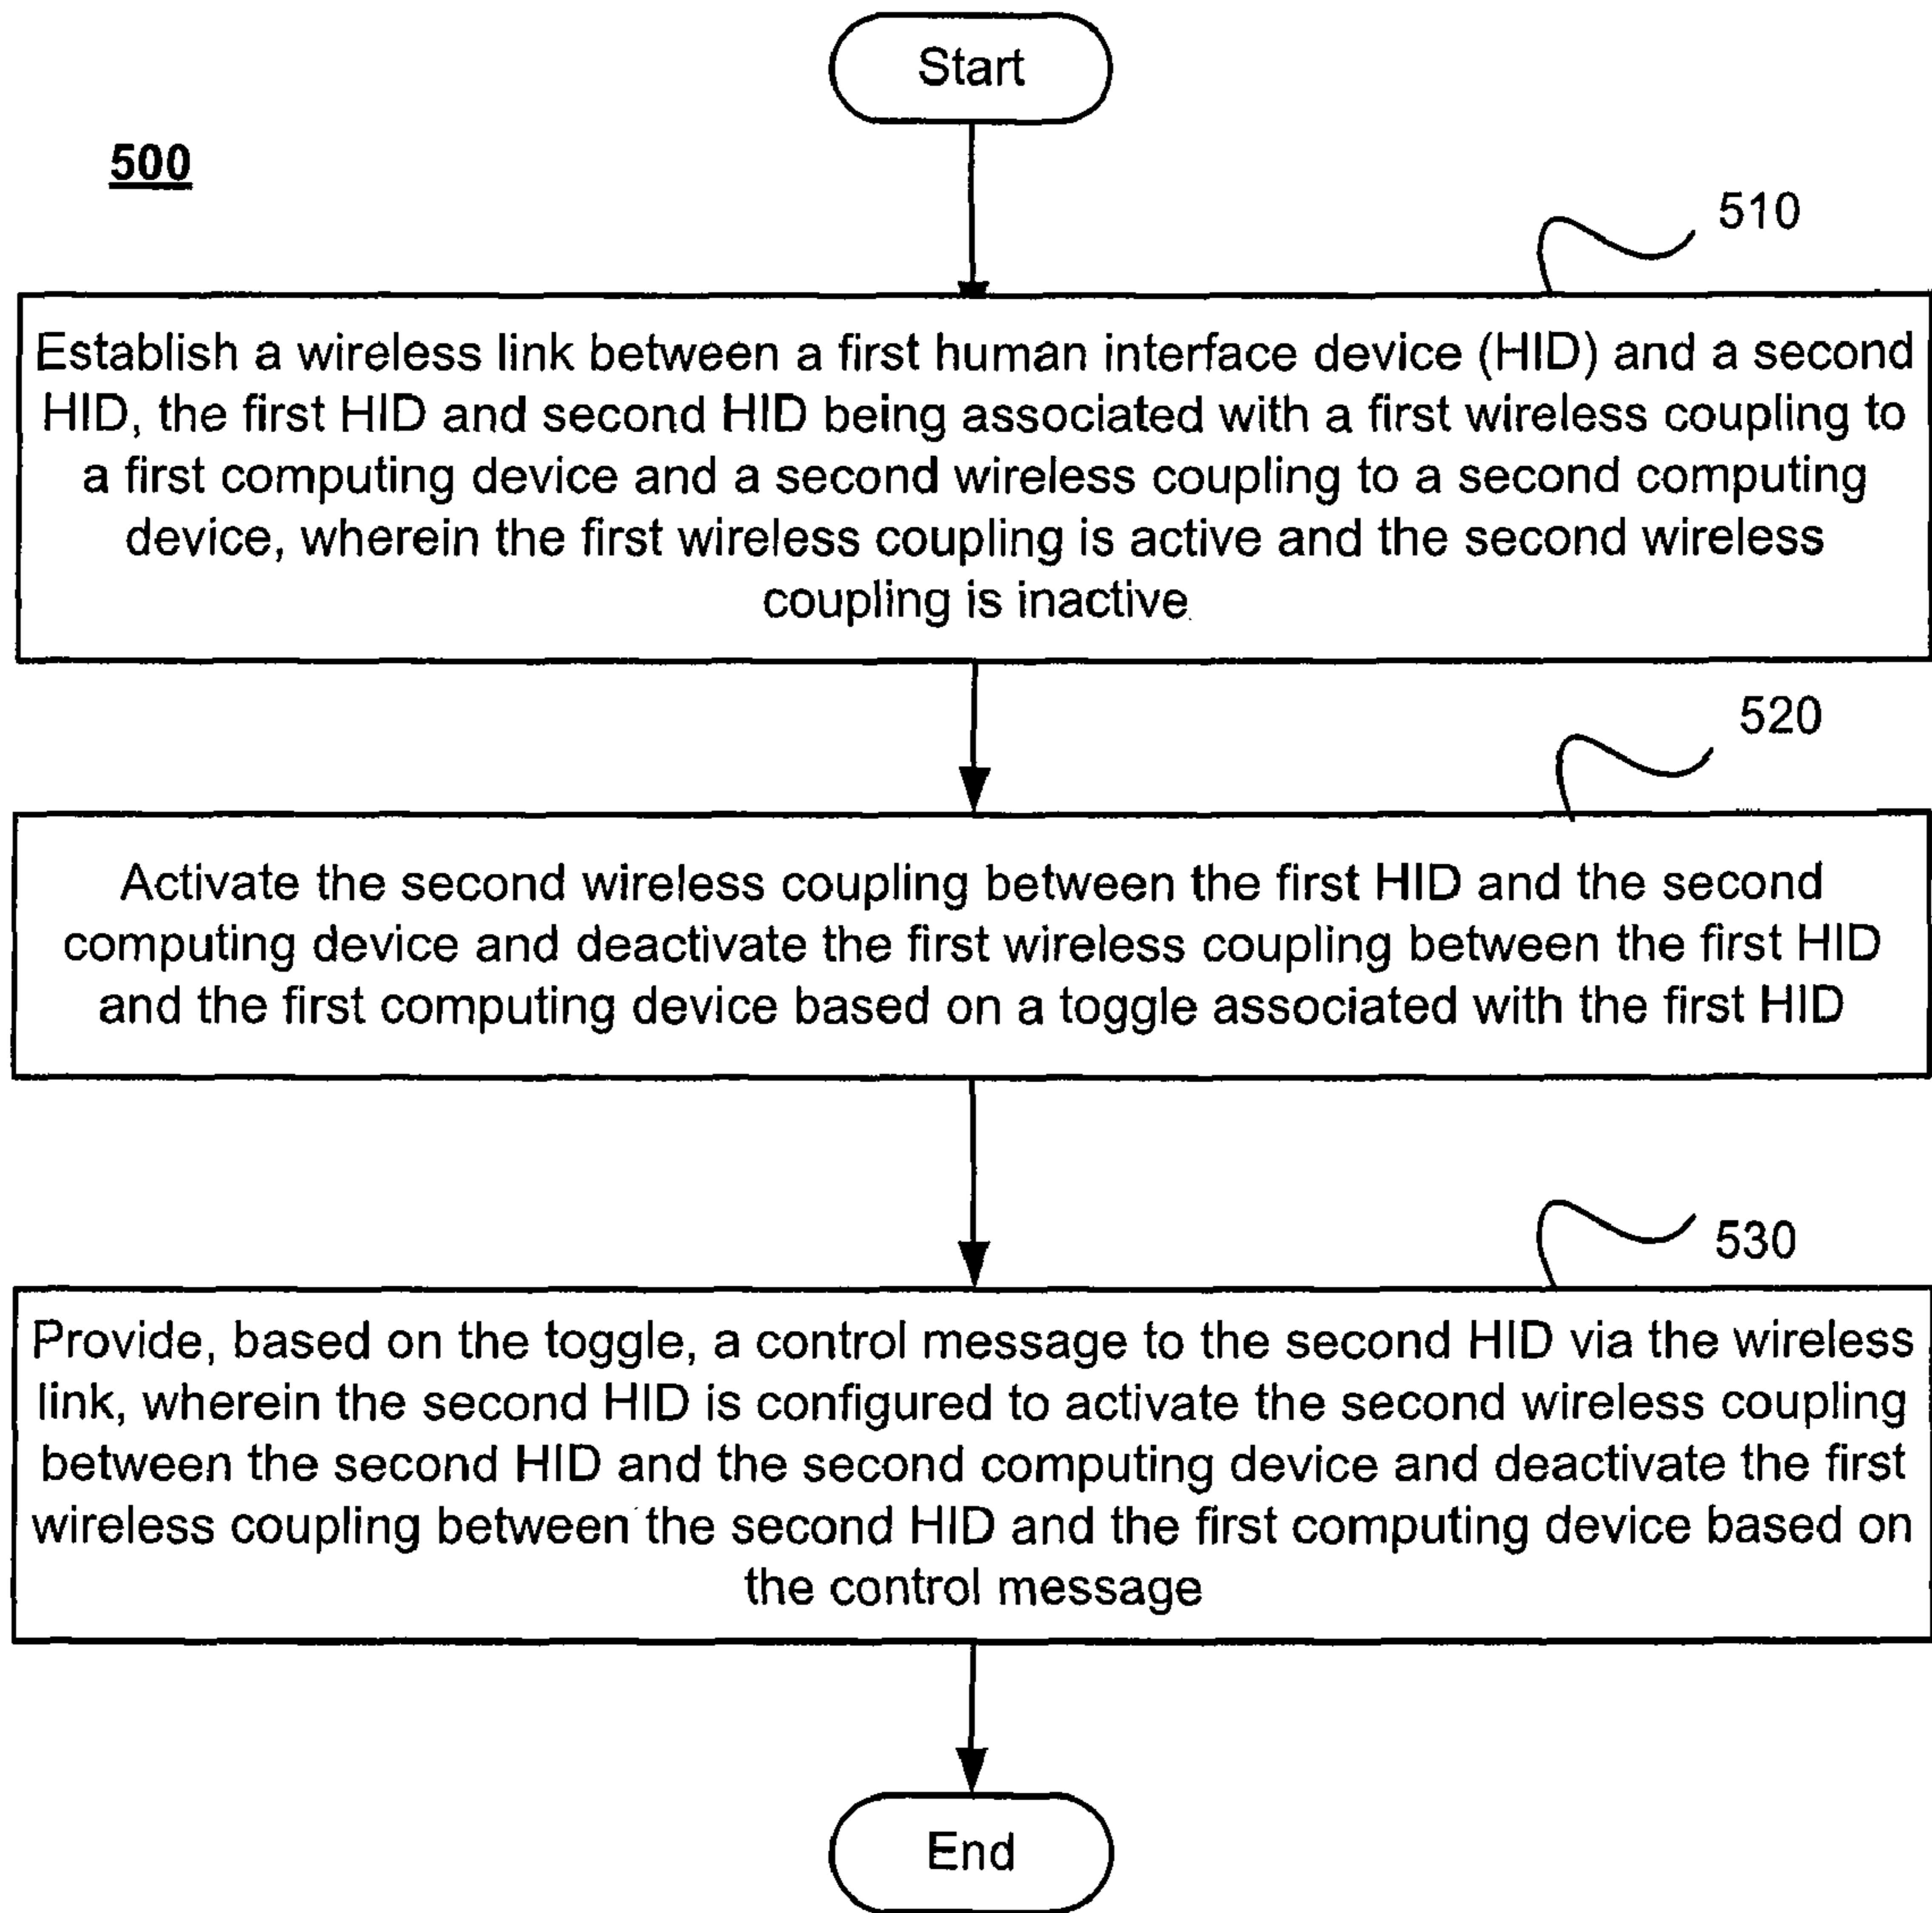 Start
500
510
Establish a wireless link between a first human interface device (HID) and a second
HID, the first HID and second HID being associated with a first wireless coupling to
a first computing device and a second wireless coupling to a second computing
device, wherein the first wireless coupling is active and the second wireless
coupling is inactive
520
Activate the second wireless coupling between the first HID and the second
computing device and deactivate the first wireless coupling between the first HID
and the first computing device based on a toggle associated with the first HID
530
Provide, based on the toggle, a control message to the second HID via the wireless
link, wherein the second HID is configured to activate the second wireless coupling
between the second HID and the second computing device and deactivate the first
wireless coupling between the second HID and the first computing device based on
the control message
End